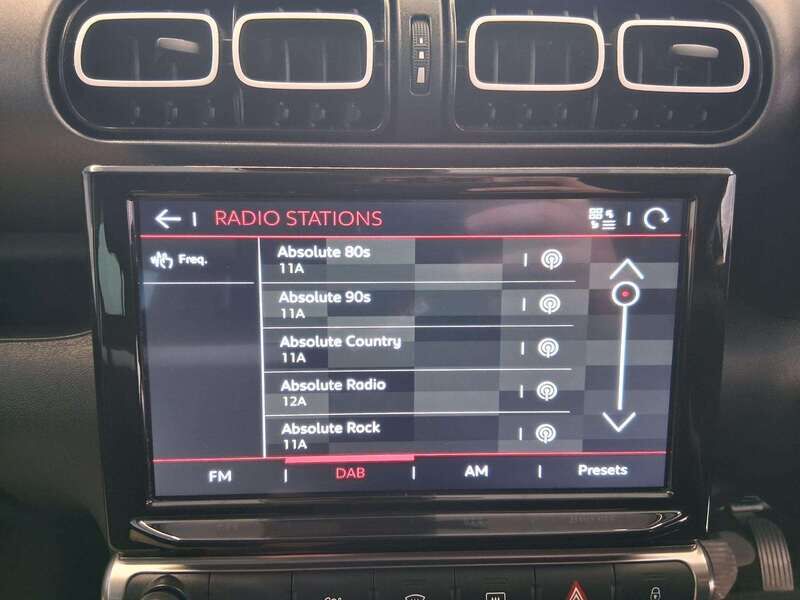 RADIO STATIONS
Freq.
Absolute 80s
11A
Absolute 90s
11A
Absolute Country
11A
Absolute Radio
12A
Absolute Rock
11A
FM
DAB
AM
Presets